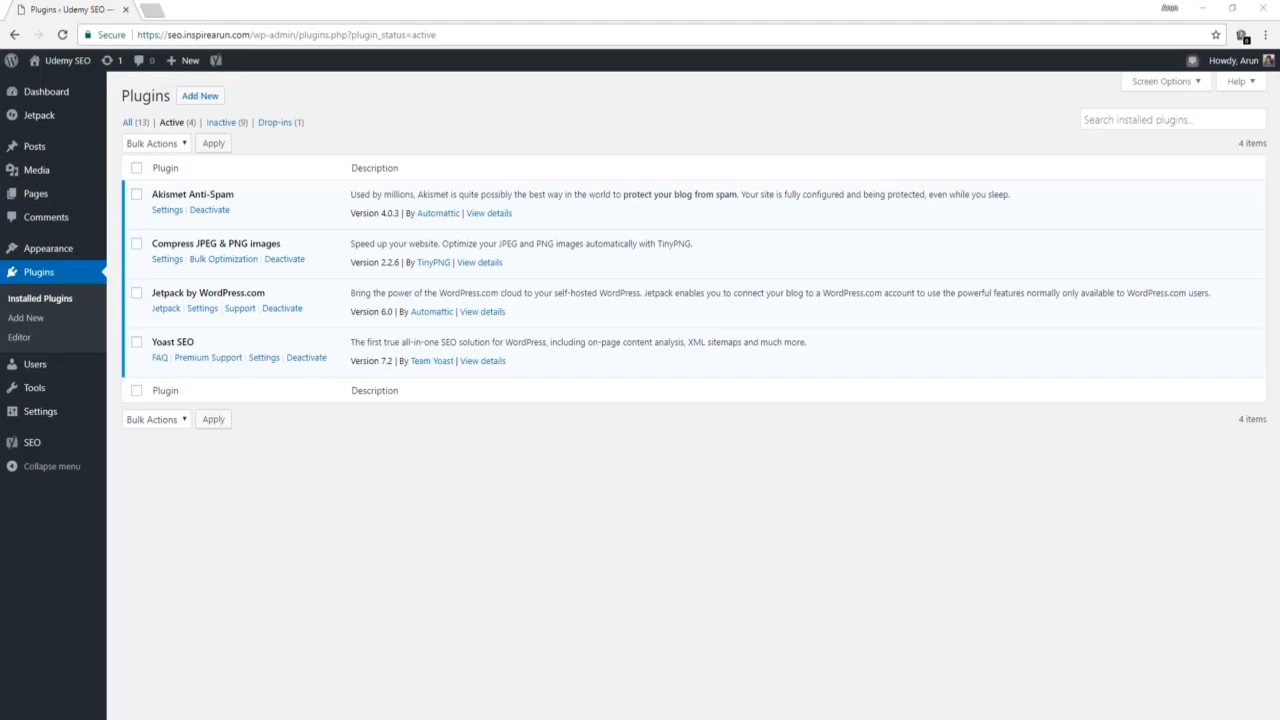 Plugins ‹ Udemy SEO —
Arun
Secure https://seo.inspirearun.com/wp-admin/plugins.php?plugin_status=active
Udemy SEO 1 0 New Howdy, Arun
Screen Options Help
Dashboard
Jetpack
Posts
Media
Pages
Comments
Appearance
Plugins
Installed Plugins
Add New
Editor
Users
Tools
Settings
SEO
Collapse menu
Plugins Add New
All (13) | Active (4) | Inactive (9) | Drop-ins (1)
Search installed plugins...
Bulk Actions Apply
4 items
Plugin Description
Akismet Anti-Spam
Settings | Deactivate
Used by millions, Akismet is quite possibly the best way in the world to protect your blog from spam. Your site is fully configured and being protected, even while you sleep.
Version 4.0.3 | By Automattic | View details
Compress JPEG & PNG images
Settings | Bulk Optimization | Deactivate
Speed up your website. Optimize your JPEG and PNG images automatically with TinyPNG.
Version 2.2.6 | By TinyPNG | View details
Jetpack by WordPress.com
Jetpack | Settings | Support | Deactivate
Bring the power of the WordPress.com cloud to your self-hosted WordPress. Jetpack enables you to connect your blog to a WordPress.com account to use the powerful features normally only available to WordPress.com users.
Version 6.0 | By Automattic | View details
Yoast SEO
FAQ | Premium Support | Settings | Deactivate
The first true all-in-one SEO solution for WordPress, including on-page content analysis, XML sitemaps and much more.
Version 7.2 | By Team Yoast | View details
Plugin Description
Bulk Actions Apply
4 items